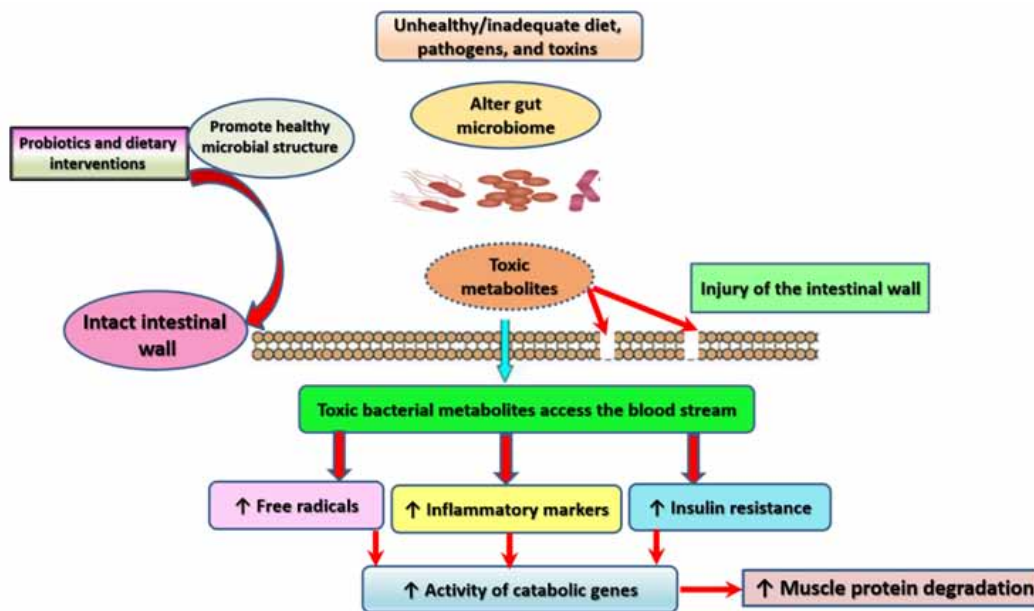 Unhealthy/inadequate diet,
pathogens, and toxins
Alter gut
microbiome
Promote healthy
microbial structure
Probiotics and dietary
interventions
Toxic
metabolites
Injury of the intestinal wall
Intact intestinal
wall
Toxic bacterial metabolites access the blood stream
↑ Free radicals
↑ Inflammatory markers
↑ Insulin resistance
↑ Activity of catabolic genes
↑ Muscle protein degradation